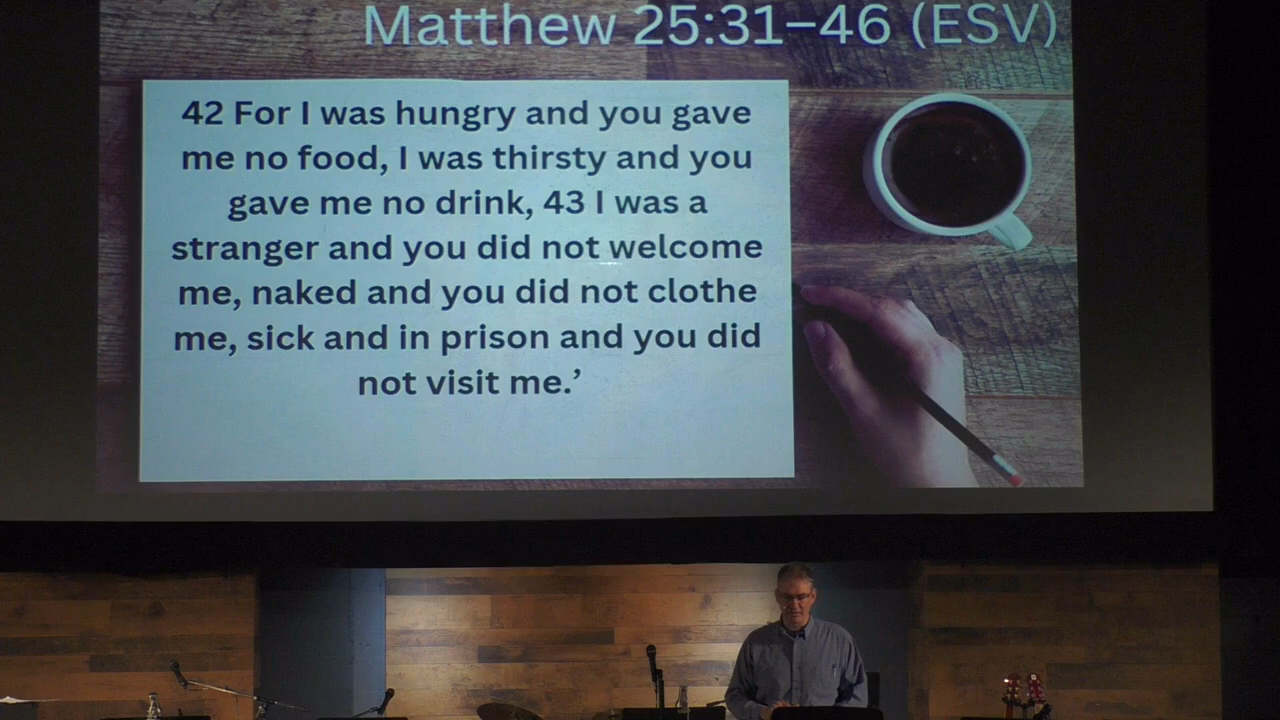 Matthew 25:31–46 (ESV)
42 For I was hungry and you gave
me no food, I was thirsty and you
gave me no drink, 43 I was a
stranger and you did not welcome
me, naked and you did not clothe
me, sick and in prison and you did
not visit me.’